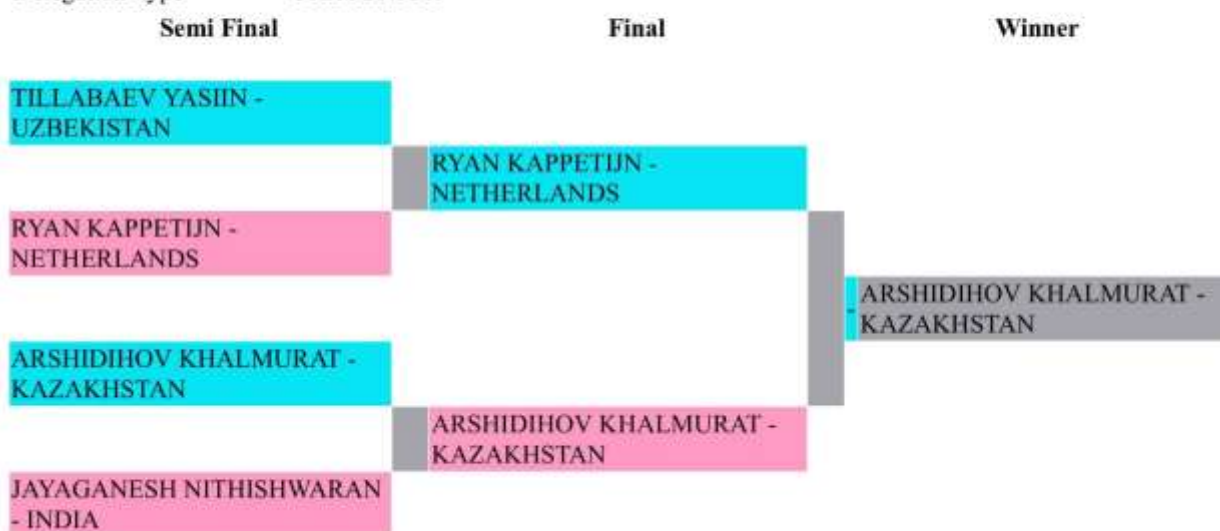 Semi Final Final Winner
TILLABAEV YASIIN -
UZBEKISTAN
RYAN KAPPETIJN -
NETHERLANDS
RYAN KAPPETIJN -
NETHERLANDS
ARSHIDIHOV KHALMURAT -
KAZAKHSTAN
ARSHIDIHOV KHALMURAT -
KAZAKHSTAN
ARSHIDIHOV KHALMURAT -
KAZAKHSTAN
JAYAGANESH NITHISHWARAN
- INDIA